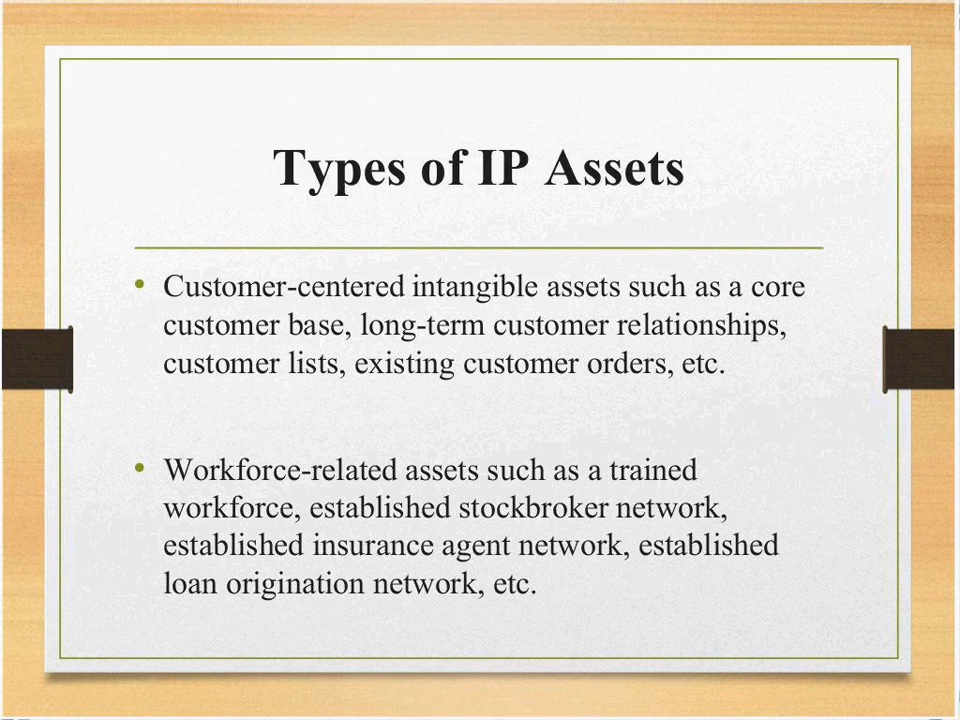 Types of IP Assets
• Customer-centered intangible assets such as a core
customer base, long-term customer relationships,
customer lists, existing customer orders, etc.
• Workforce-related assets such as a trained
workforce, established stockbroker network,
established insurance agent network, established
loan origination network, etc.